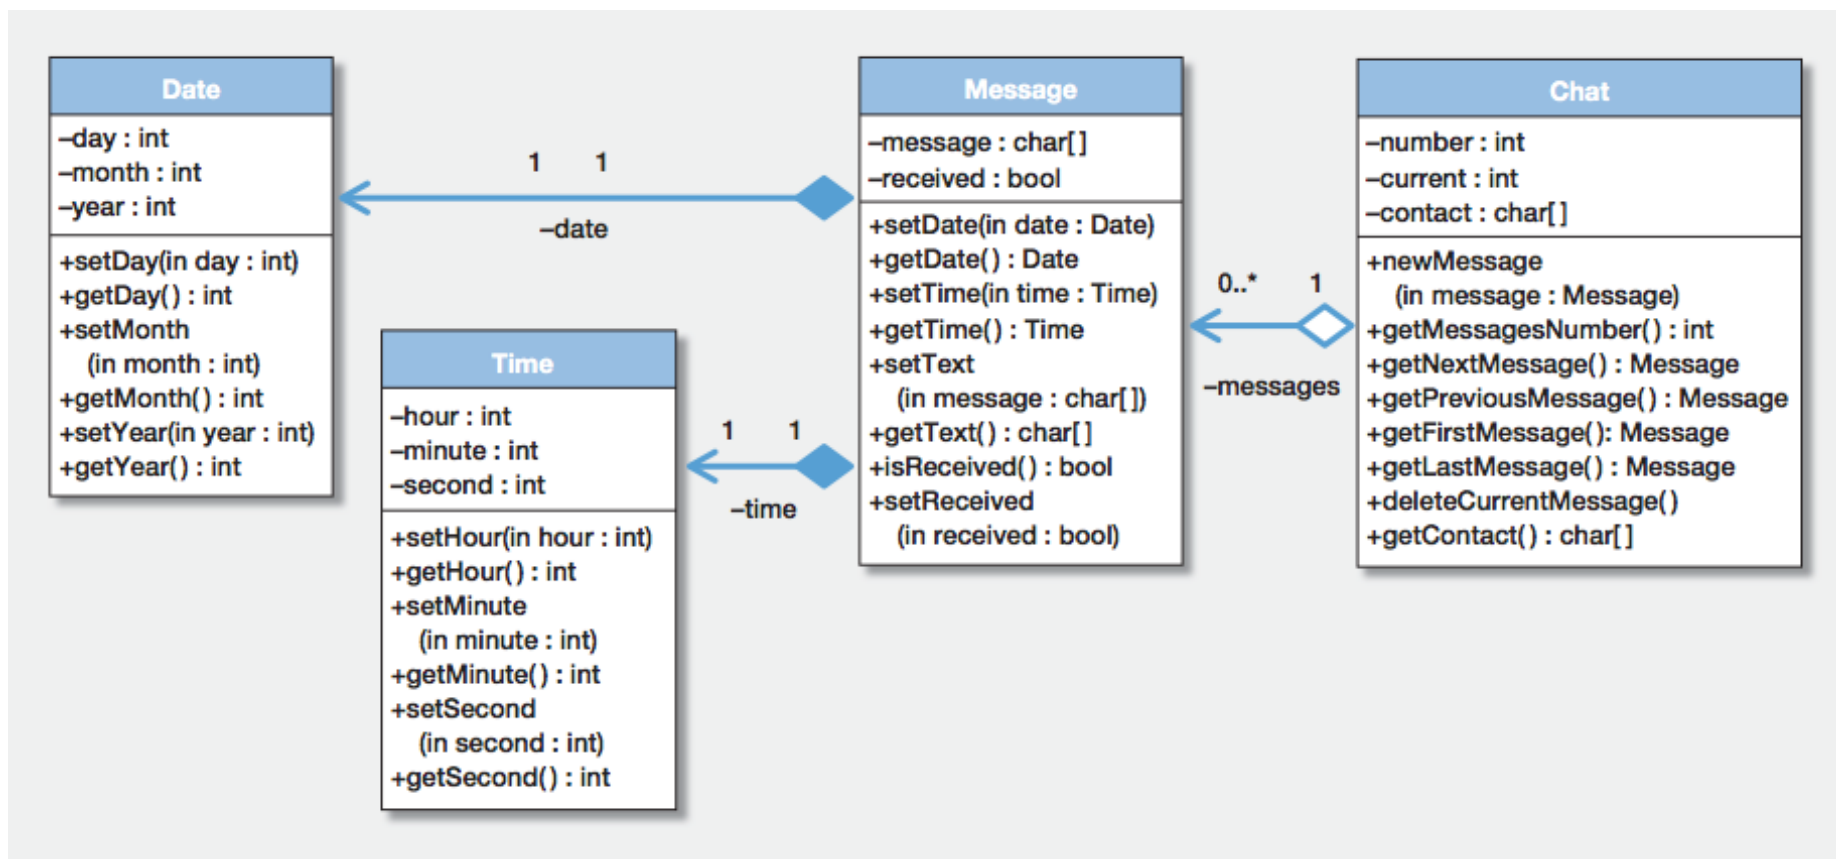 Date
–day : int
–month : int
–year : int
+setDay(in day : int)
+getDay() : int
+setMonth
(in month : int)
+getMonth() : int
+setYear(in year : int)
+getYear() : int
1 1
–date
Time
–hour : int
–minute : int
–second : int
+setHour(in hour : int)
+getHour() : int
+setMinute
(in minute : int)
+getMinute() : int
+setSecond
(in second : int)
+getSecond() : int
1 1
–time
Message
–message : char[]
–received : bool
+setDate(in date : Date)
+getDate() : Date
+setTime(in time : Time)
+getTime() : Time
+setText
(in message : char[])
+getText() : char[]
+isReceived() : bool
+setReceived
(in received : bool)
0..* 1
–messages
Chat
–number : int
–current : int
–contact : char[]
+newMessage
(in message : Message)
+getMessagesNumber() : int
+getNextMessage() : Message
+getPreviousMessage() : Message
+getFirstMessage(): Message
+getLastMessage() : Message
+deleteCurrentMessage()
+getContact() : char[]